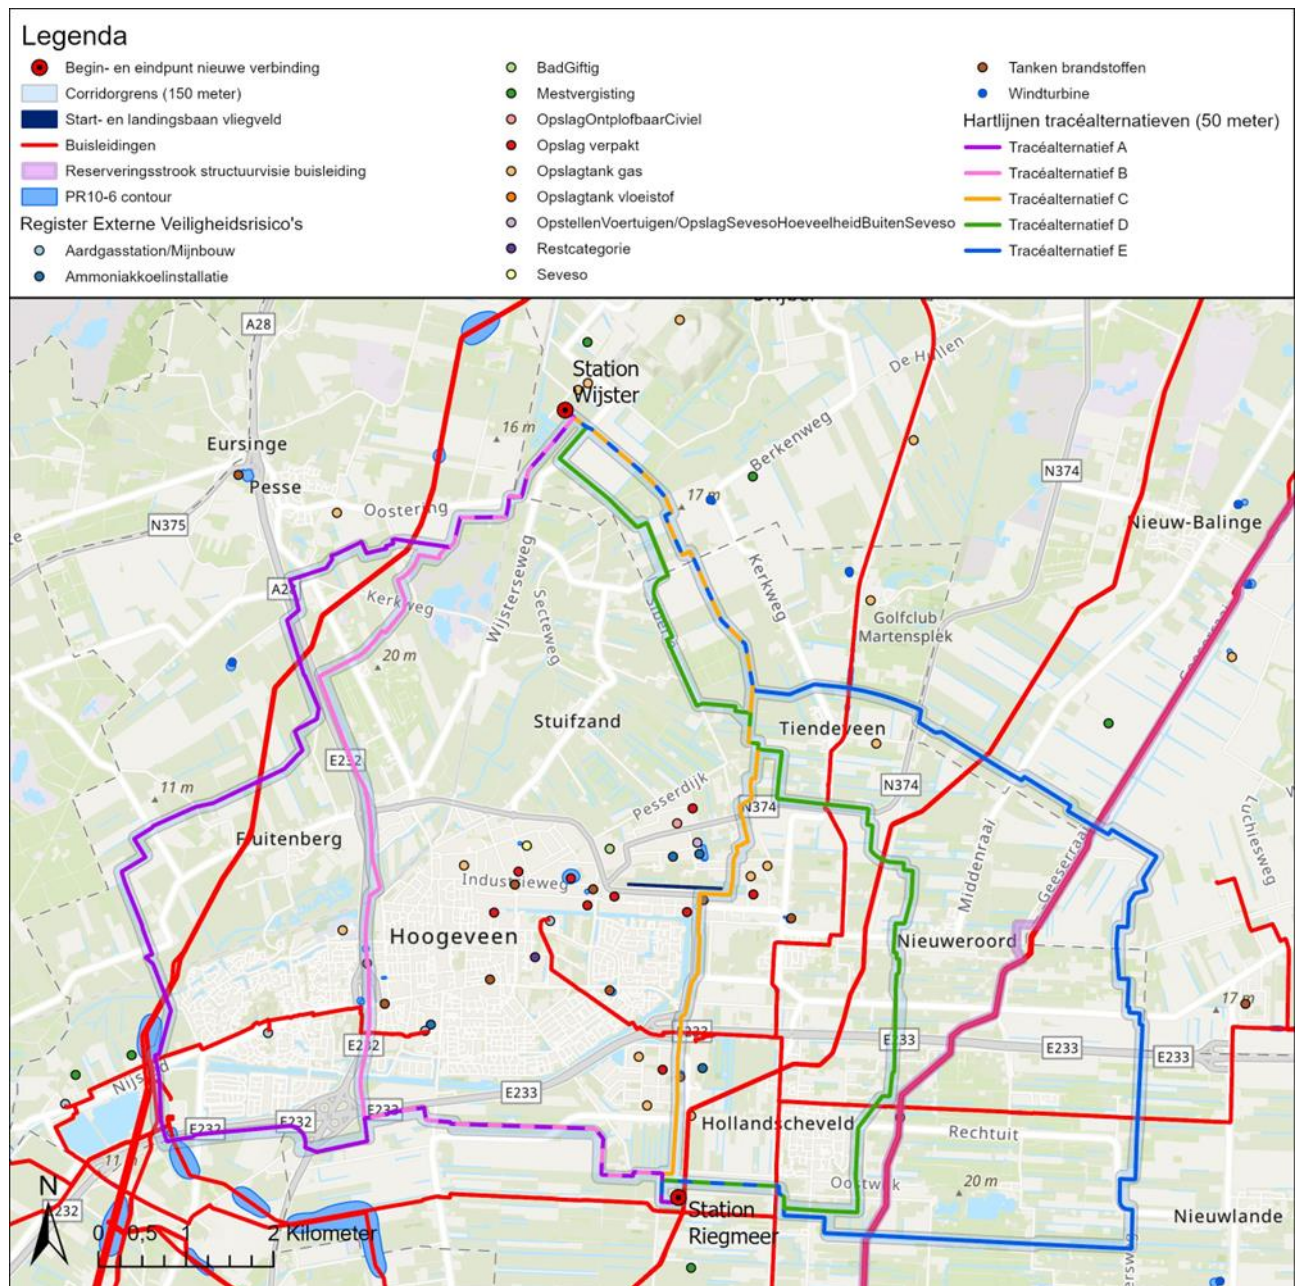 Legenda
Begin- en eindpunt nieuwe verbinding
Corridorgrens (150 meter)
Start- en landingsbaan vliegveld
Buisleidingen
Reserveringsstrook structuurvisie buisleiding
PR10-6 contour
Register Externe Veiligheidsrisico's
Aardgasstation/Mijnbouw
Ammoniakkoelinstallatie
BadGiftig
Mestvergisting
OpslagOntplofbaarCiviel
Opslag verpakt
Opslagtank gas
Opslagtank vloeistof
OpstellenVoertuigen/OpslagSevesoHoeveelheidBuitenSeveso
Restcategorie
Seveso
Tanken brandstoffen
Windturbine
Hartlijnen tracéalternatieven (50 meter)
Tracéalternatief A
Tracéalternatief B
Tracéalternatief C
Tracéalternatief D
Tracéalternatief E
A28
De Hullen
Station
Wijster
16 m
Eursinge
Berkenweg
N374
Pesse
17 m
Oostering
N375
Nieuw-Balinge
Wijsterseweg
Kerkweg
Secteweg
Kerkweg
Golfclub
Martensplek
20 m
Stuifzand
Tiendeveen
E232
11 m
Pesserdijk
N374
N374
Fluitenberg
Middenraai
Geeserraai
Luchiesweg
Industrieweg
Hoogeveen
Nieuweroord
17 m
E233
E232
E233
E233
E233
E233
E232
E232
E232
Hollandscheveld
Rechtuit
11 m
20 m
N
0 0,5 1 2 Kilometer
E232
Station
Riegmeer
Nieuwlande